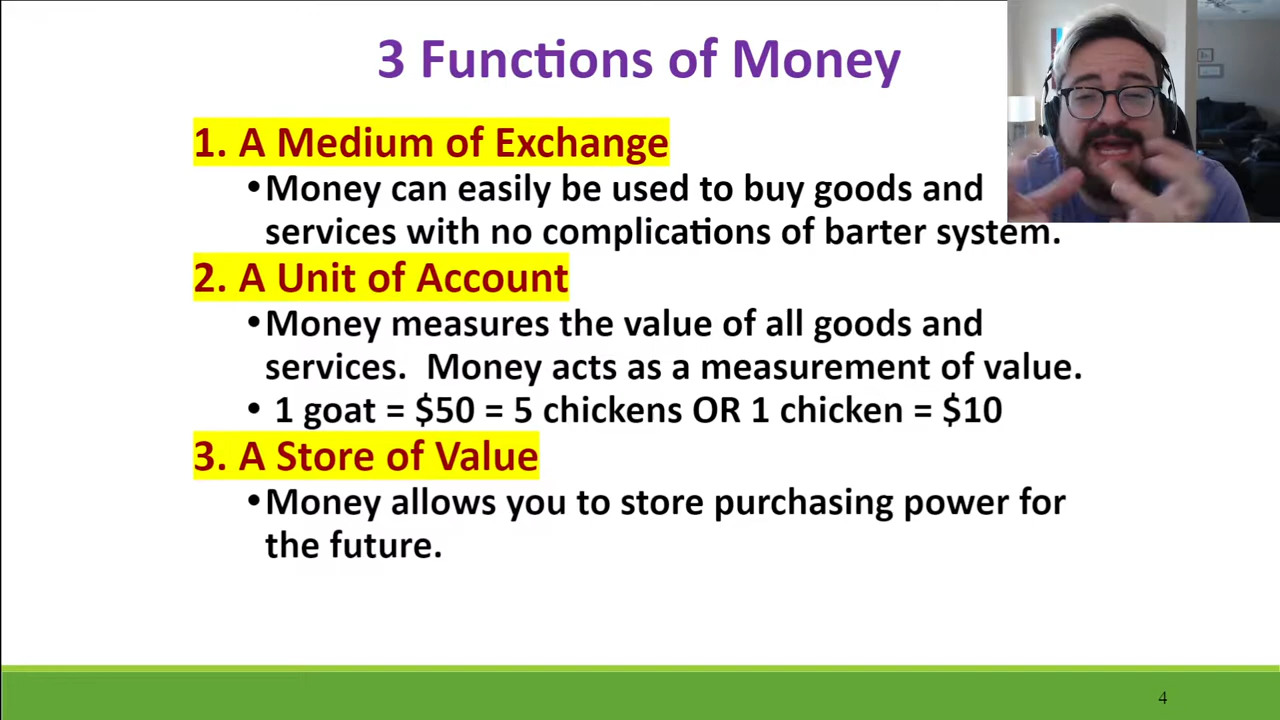 3 Functions of Money
1. A Medium of Exchange
•Money can easily be used to buy goods and
services with no complications of barter system.
2. A Unit of Account
•Money measures the value of all goods and
services.  Money acts as a measurement of value.
• 1 goat = $50 = 5 chickens OR 1 chicken = $10
3. A Store of Value
•Money allows you to store purchasing power for
the future.
4